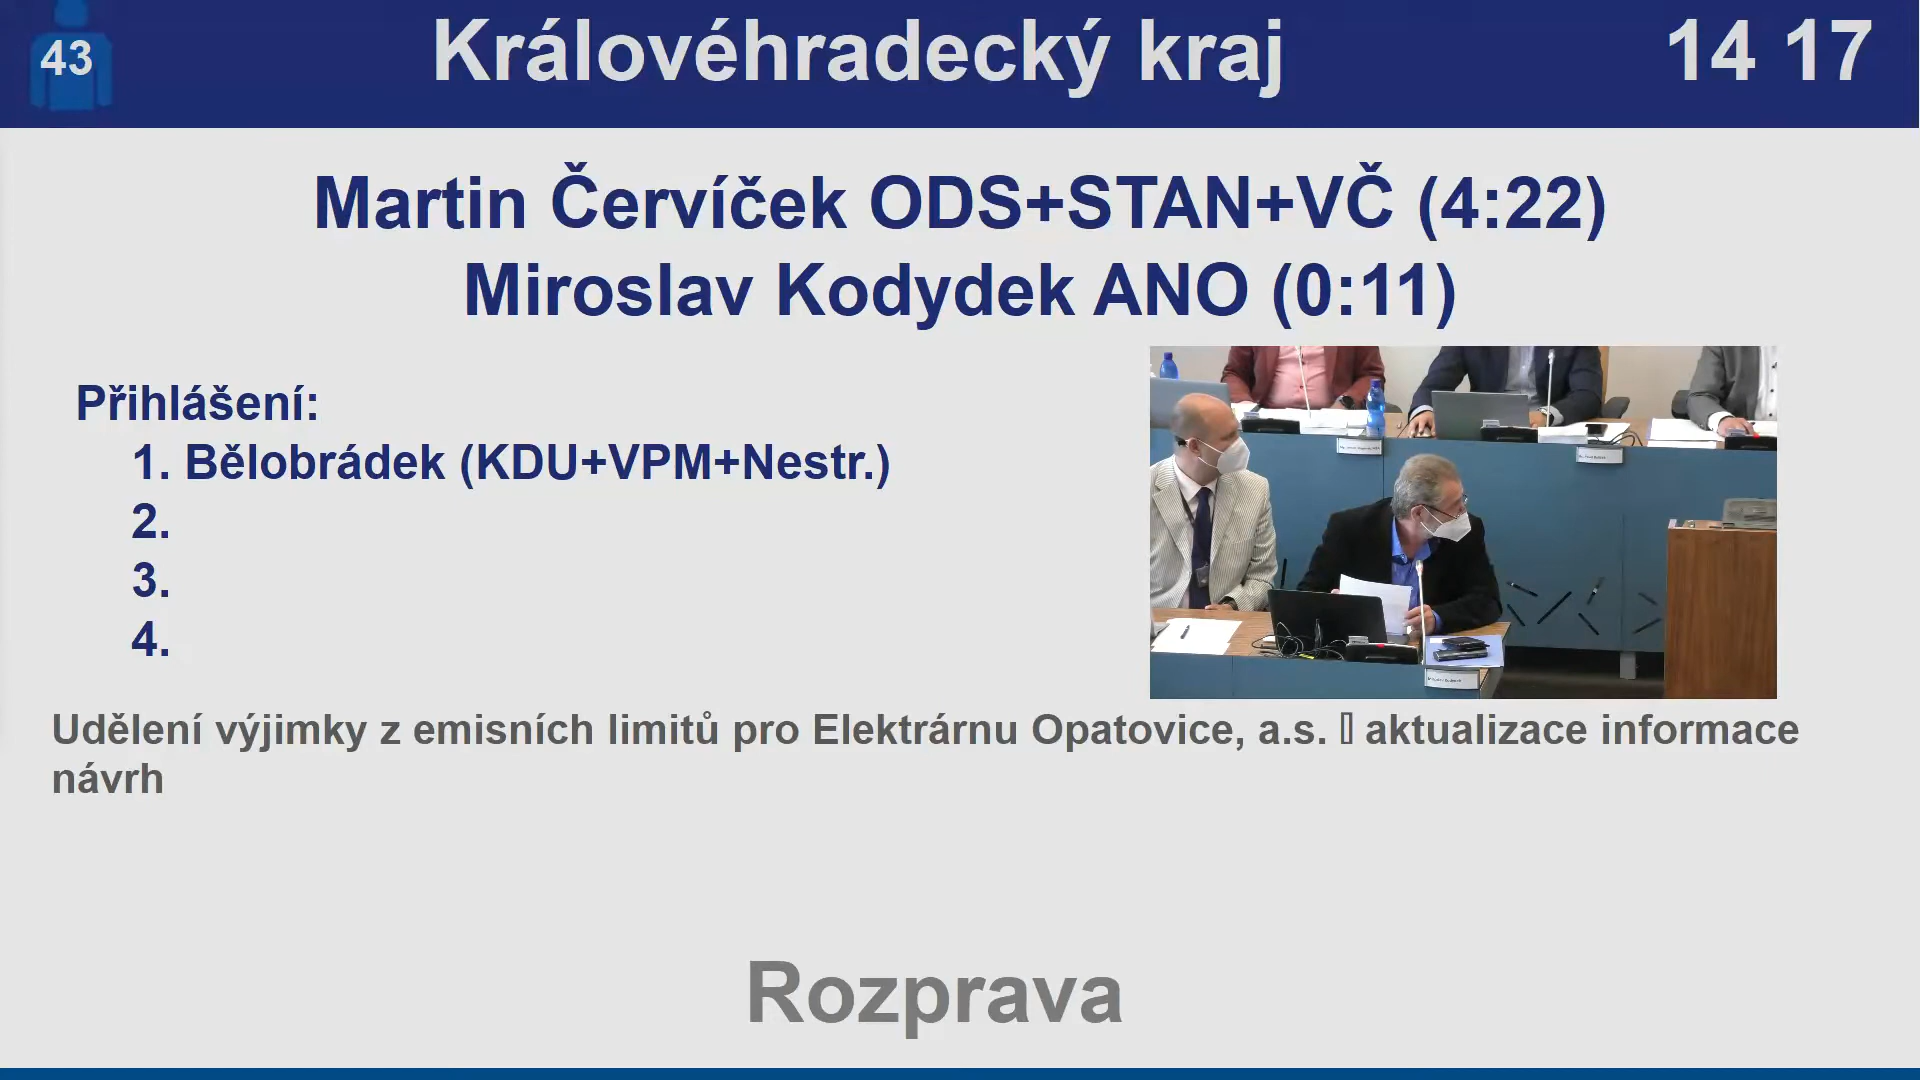 43
Královéhradecký kraj
14 17
Martin Červíček ODS+STAN+VČ (4:22)
Miroslav Kodydek ANO (0:11)
Přihlášení:
1. Bělobrádek (KDU+VPM+Nestr.)
2.
3.
4.
Udělení výjimky z emisních limitů pro Elektrárnu Opatovice, a.s. ▯ aktualizace informace
návrh
Rozprava